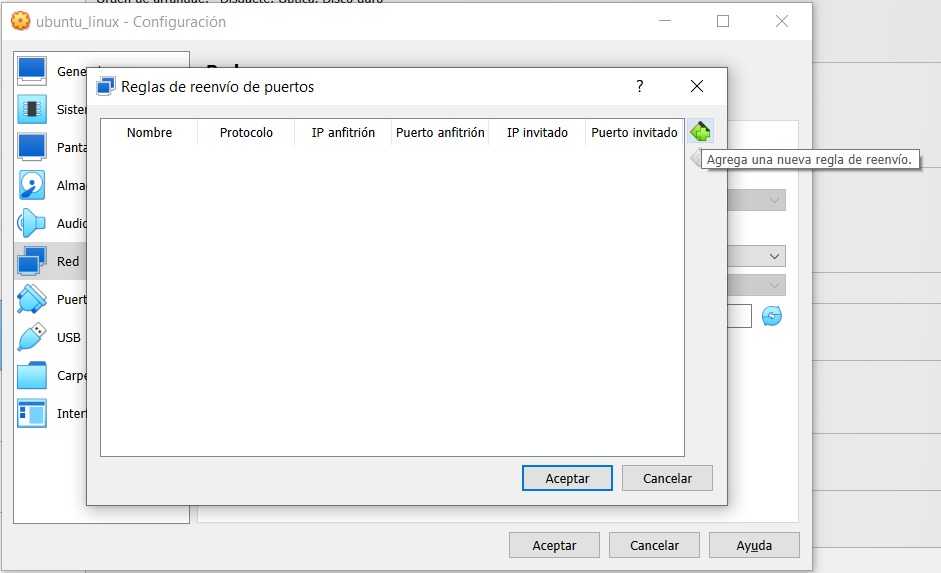 Orden de arranque: Disquete, Óptica, Disco duro
ubuntu_linux - Configuración
Reglas de reenvío de puertos
?
Nombre Protocolo IP anfitrión Puerto anfitrión IP invitado Puerto invitado
Agrega una nueva regla de reenvío.
Gene
Sister
Panta
Alma
Audio
Red
Puert
USB
Carpe
Inter
Aceptar Cancelar
Aceptar Cancelar Ayuda